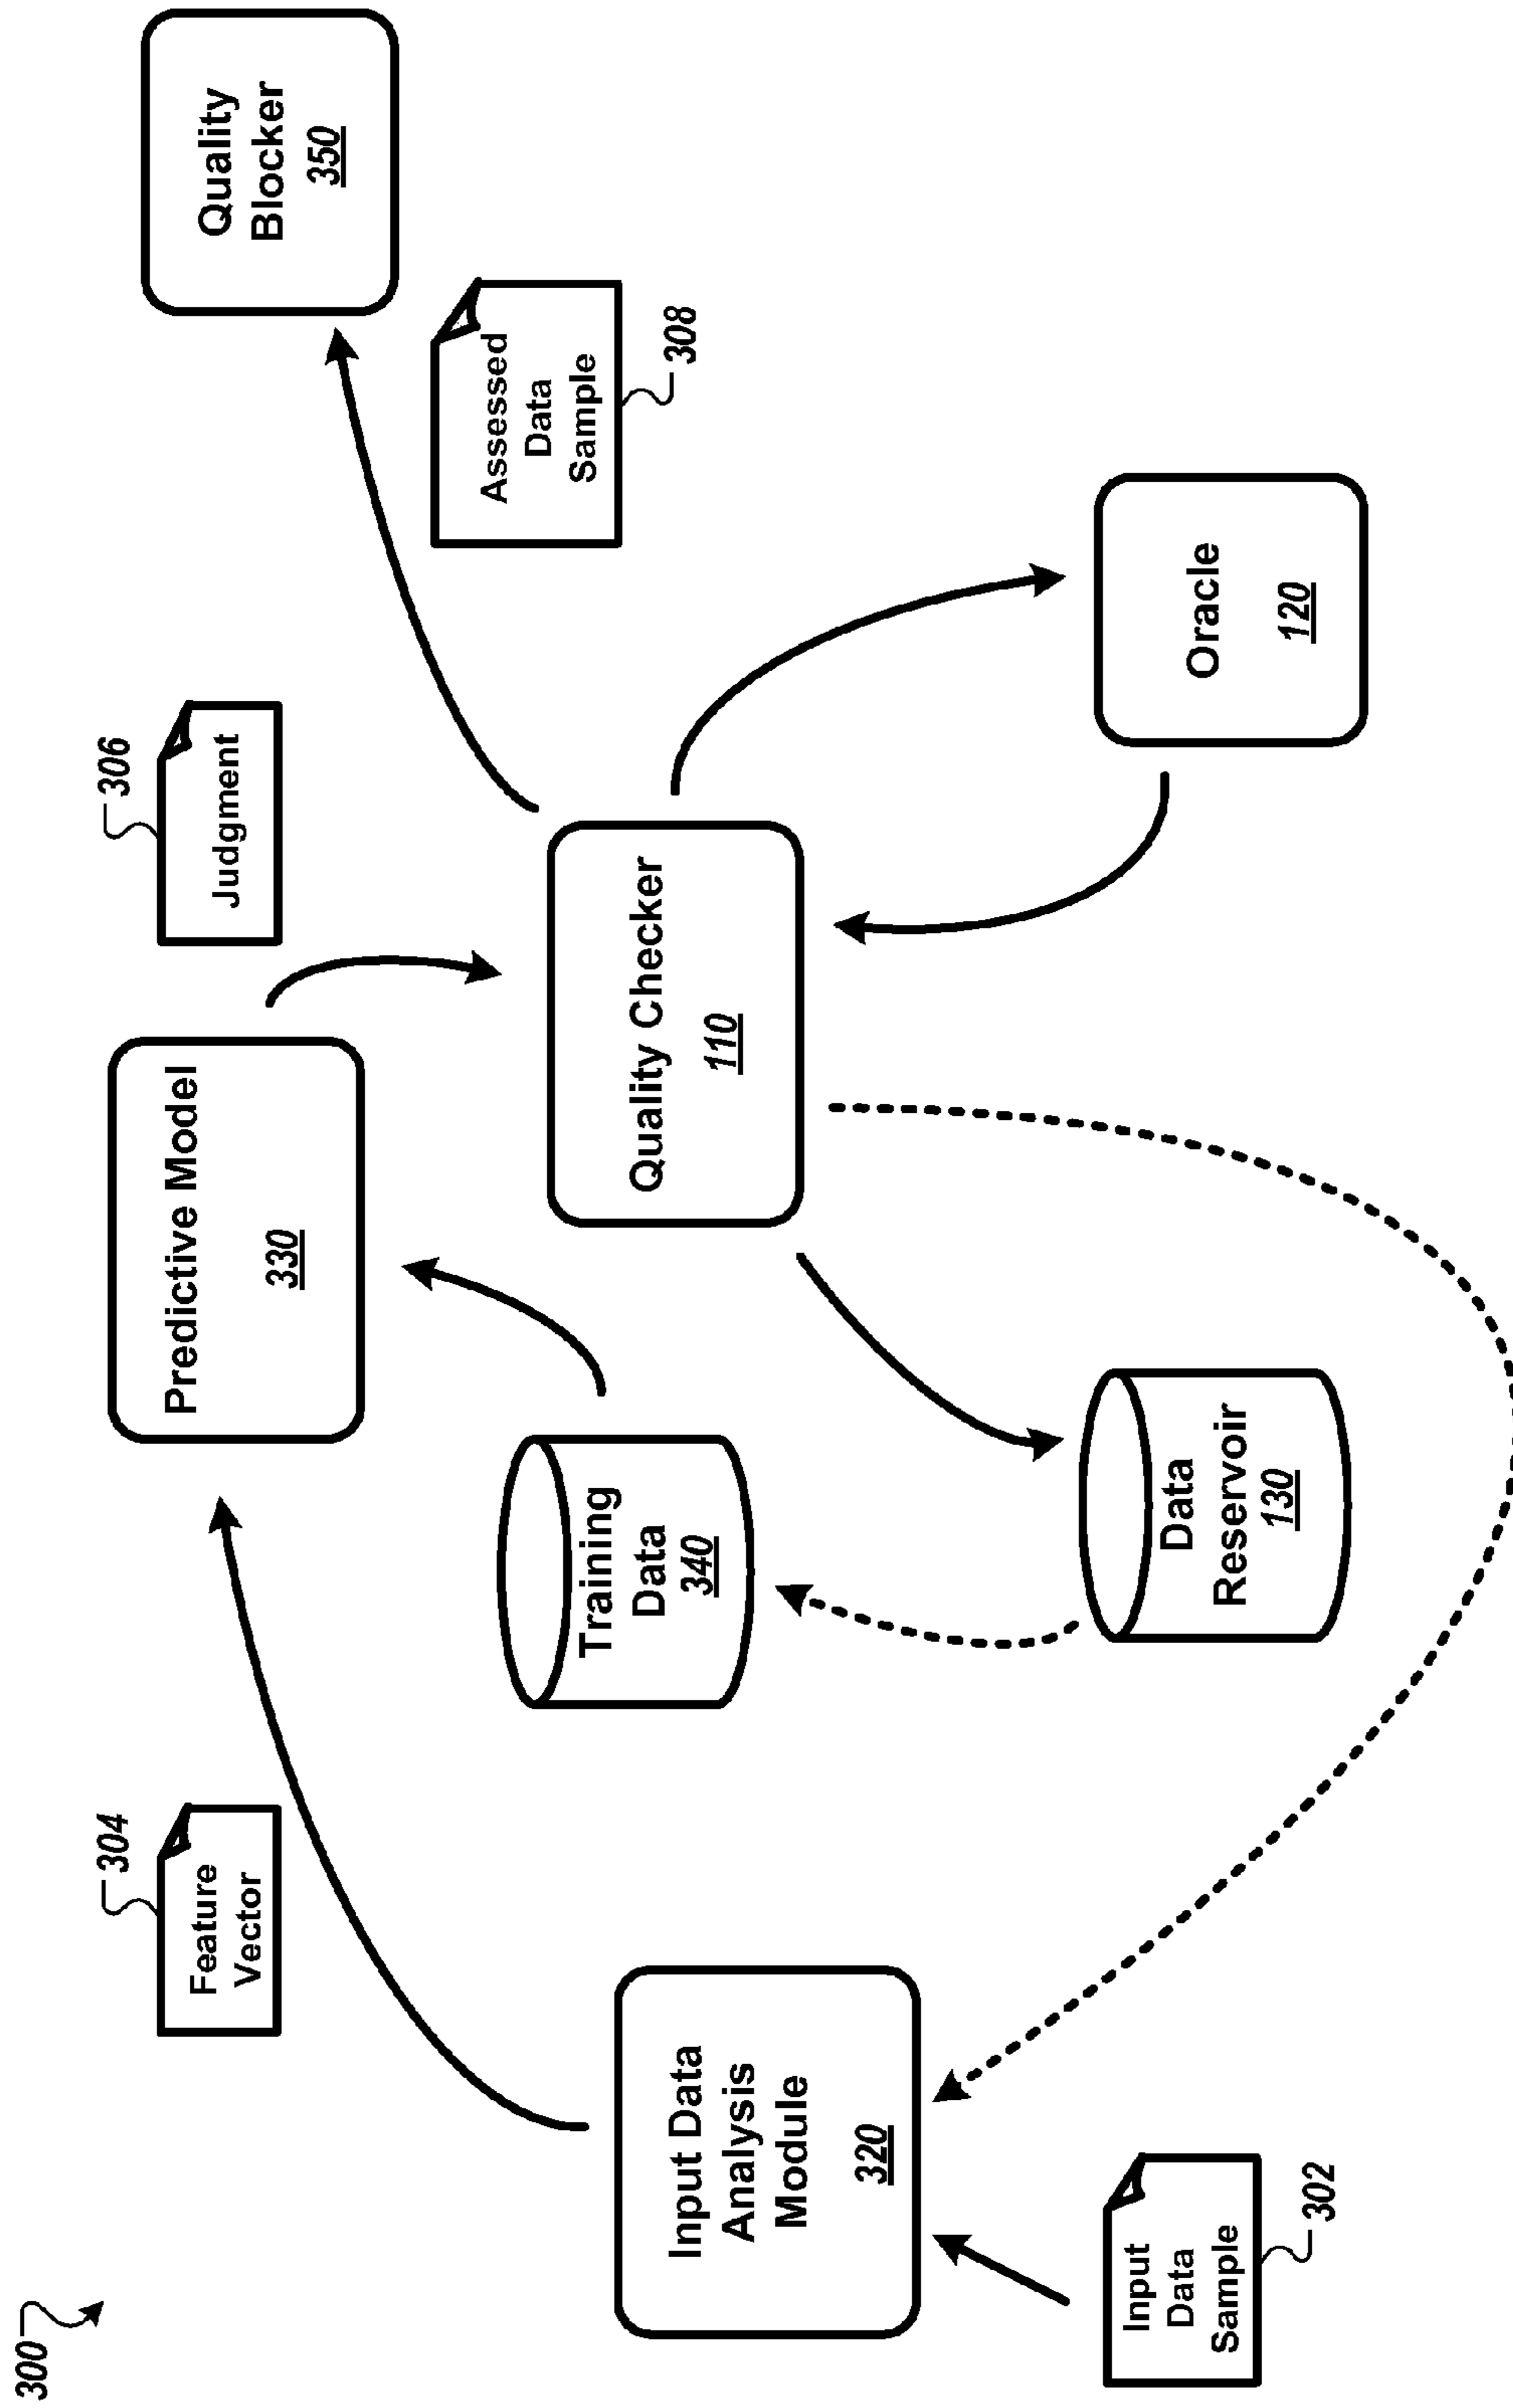 300
304
Feature
Vector
Predictive Model
330
306
Judgment
Quality
Blocker
350
Assessed
Data
Sample
308
Training
Data
340
Quality Checker
110
Input Data
Analysis
Module
320
Input
Data
Sample
302
Data
Reservoir
130
Oracle
120